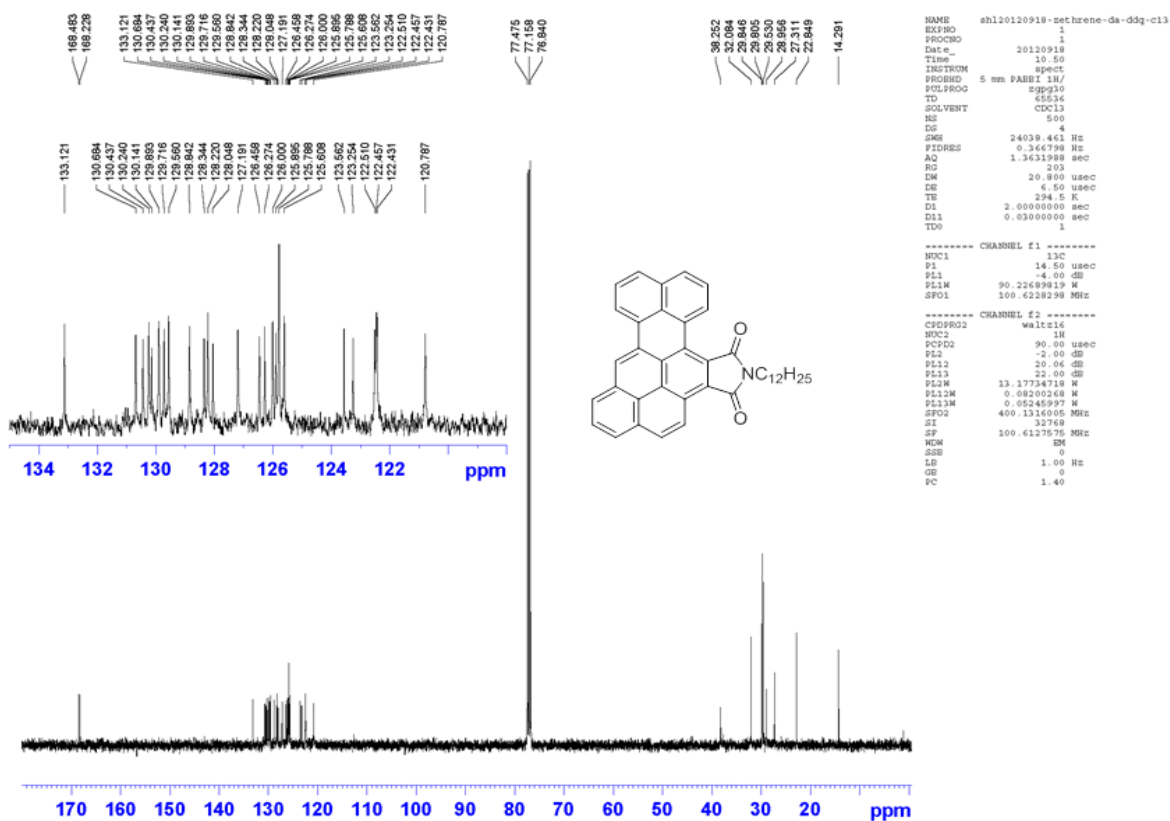 168.483
168.228
133.121
130.684
130.437
130.240
130.141
129.893
129.716
129.560
128.842
128.344
128.220
128.048
127.191
126.458
126.274
126.000
125.895
125.788
125.608
123.562
123.254
122.510
122.457
122.431
120.787
77.475
77.158
76.840
38.252
32.084
29.846
29.805
29.530
28.956
27.311
22.849
14.291
133.121
130.684
130.437
130.240
130.141
129.893
129.716
129.560
128.842
128.344
128.220
128.048
127.191
126.458
126.274
126.000
125.895
125.788
125.608
123.562
123.254
122.510
122.457
122.431
120.787
134 132 130 128 126 124 122 ppm
O
N C12H25
O
170 160 150 140 130 120 110 100 90 80 70 60 50 40 30 20 ppm
NAME sh120120918-zethrene-da-ddq-c13
EXPNO 1
PROCNO 1
Date_ 20120918
Time 10.50
INSTRUM spect
PROBHD 5 mm PABBI 1H/
PULPROG zgpg30
TD 65536
SOLVENT CDCl3
NS 500
DS 4
SWH 24038.461 Hz
FIDRES 0.366798 Hz
AQ 1.3631988 sec
RG 203
DW 20.800 usec
DE 6.50 usec
TE 294.5 K
D1 2.00000000 sec
D11 0.03000000 sec
TD0 1
======== CHANNEL f1 ========
NUC1 13C
P1 14.50 usec
PL1 -4.00 dB
PL1W 90.22689819 W
SFO1 100.6228298 MHz
======== CHANNEL f2 ========
CPDPRG2 waltz16
NUC2 1H
PCPD2 90.00 usec
PL2 -2.00 dB
PL12 20.06 dB
PL13 22.00 dB
PL2W 13.17734718 W
PL12W 0.08200268 W
PL13W 0.05245997 W
SFO2 400.1316005 MHz
SI 32768
SF 100.6127575 MHz
WDW EM
SSB 0
LB 1.00 Hz
GB 0
PC 1.40